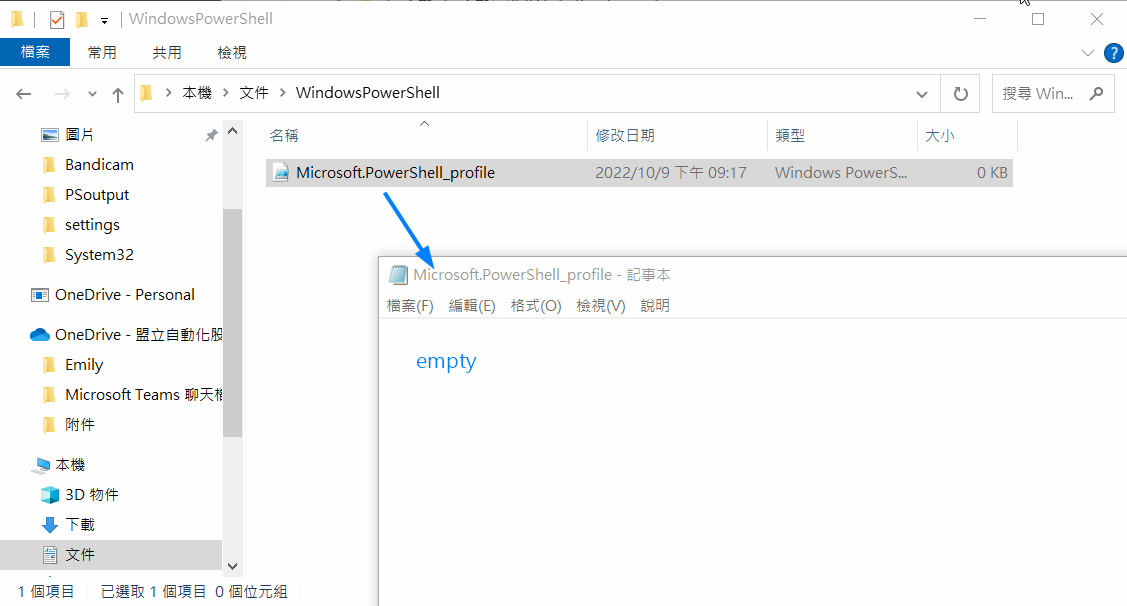 WindowsPowerShell
檔案 常用 共用 檢視
本機 文件 WindowsPowerShell 搜尋 Win...
名稱 修改日期 類型 大小
Microsoft.PowerShell_profile 2022/10/9 下午 09:17 Windows PowerS... 0 KB
圖片
Bandicam
PSoutput
settings
System32
OneDrive - Personal
OneDrive - 盟立自動化股
Emily
Microsoft Teams 聊天檔
附件
本機
3D 物件
下載
文件
Microsoft.PowerShell_profile - 記事本
檔案(F) 編輯(E) 格式(O) 檢視(V) 說明
empty
1 個項目 已選取 1 個項目 0 個位元組